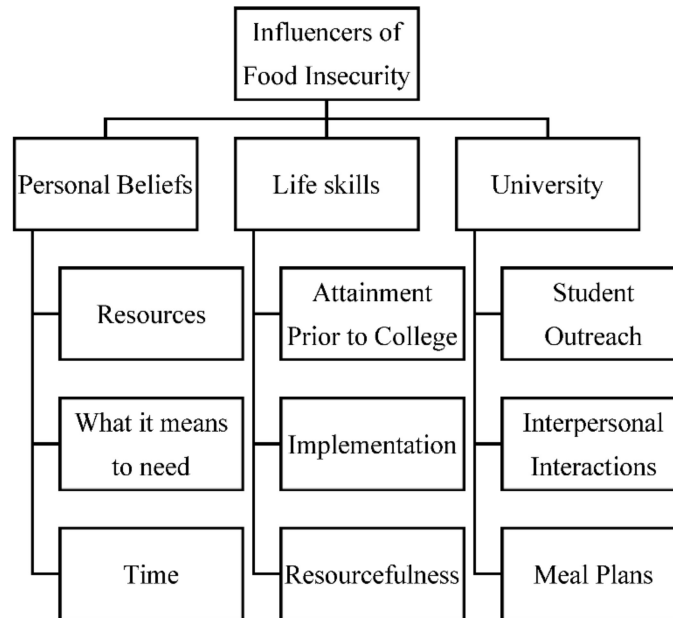 Influencers of
Food Insecurity
Personal Beliefs
Life skills
University
Resources
Attainment
Prior to College
Student
Outreach
What it means
to need
Implementation
Interpersonal
Interactions
Time
Resourcefulness
Meal Plans